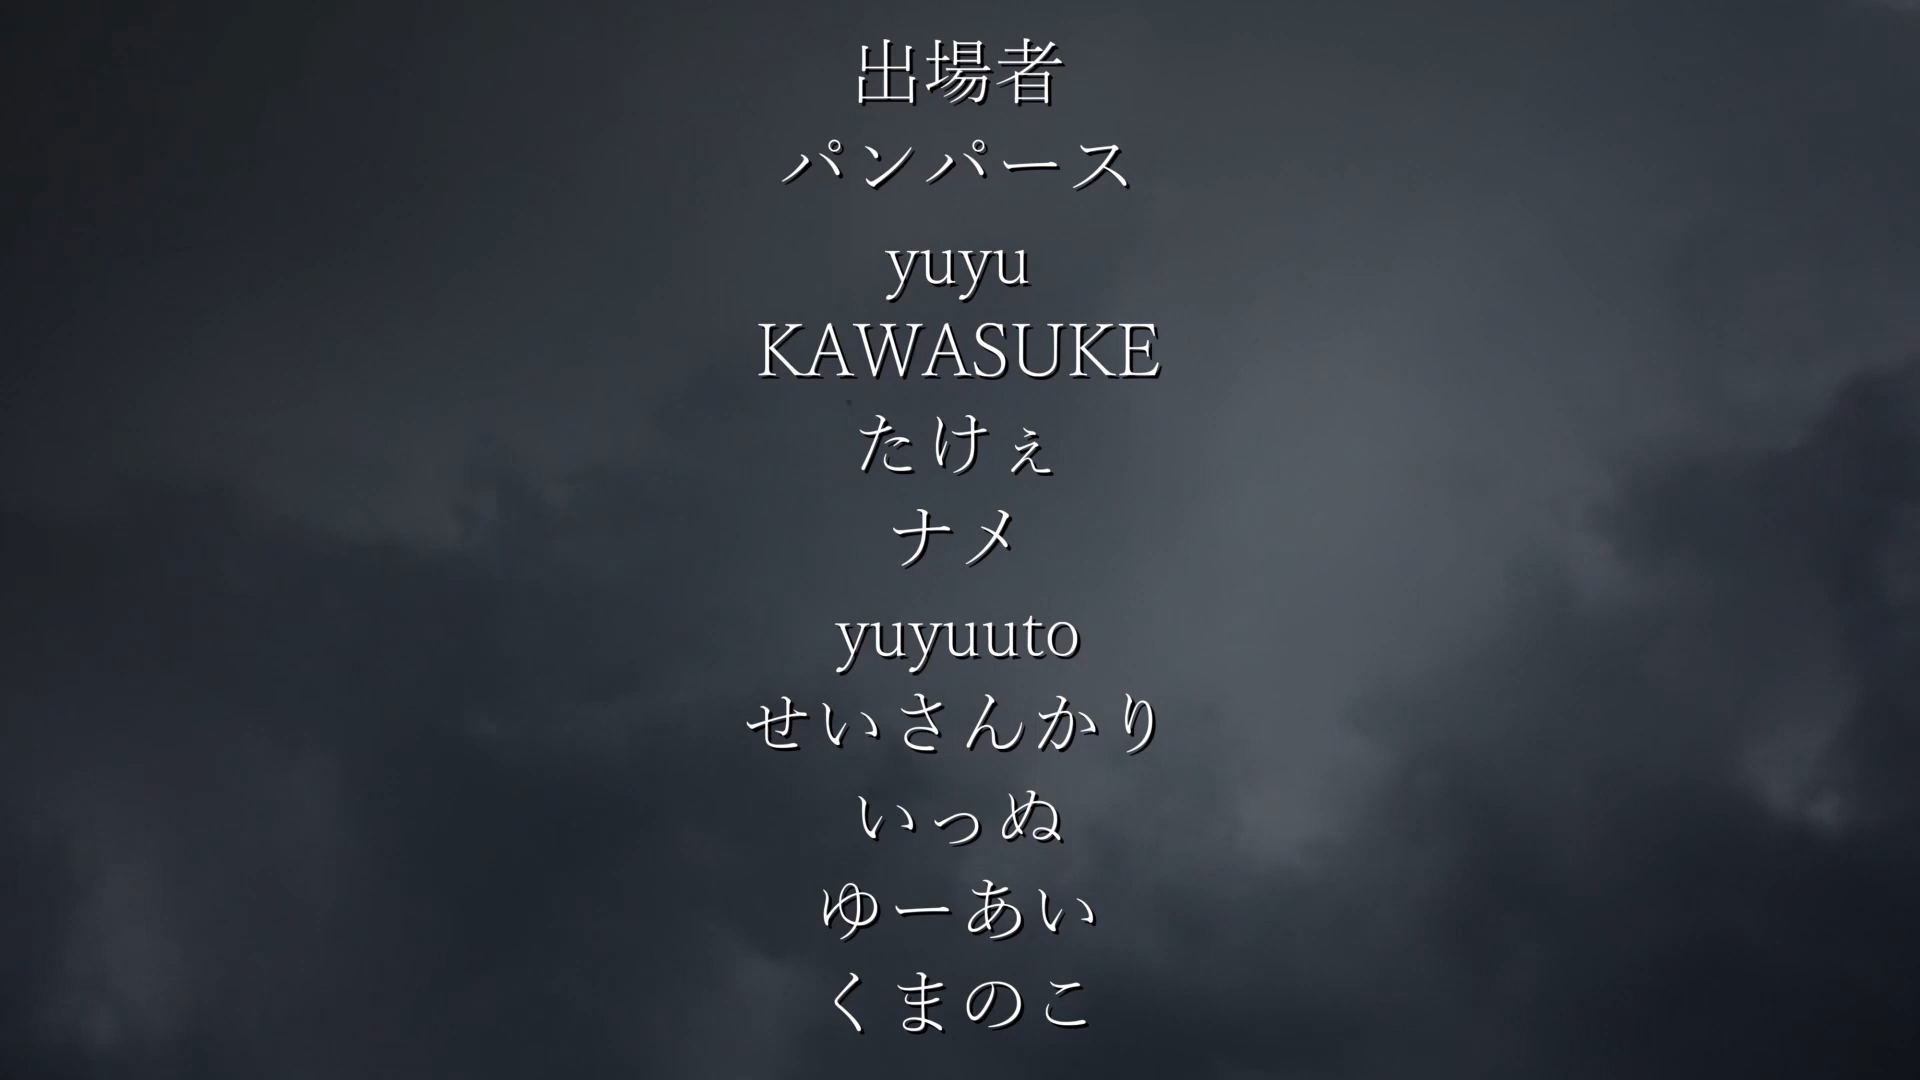 出場者
パンパース
yuyu
KAWASUKE
たけぇ
ナメ
yuyuuto
せいさんかり
いっぬ
ゆーあい
くまのこ